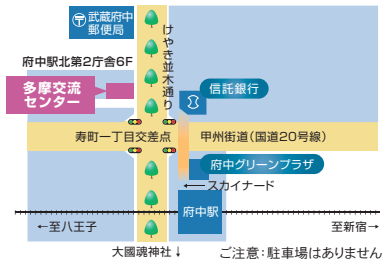 武蔵府中
郵便局
けやき並木通り
府中駅北第2庁舎6F
多摩交流
センター
信託銀行
寿町一丁目交差点
甲州街道(国道20号線)
府中グリーンプラザ
←スカイナード
府中駅
←至八王子
至新宿→
大國魂神社↓
ご注意:駐車場はありません